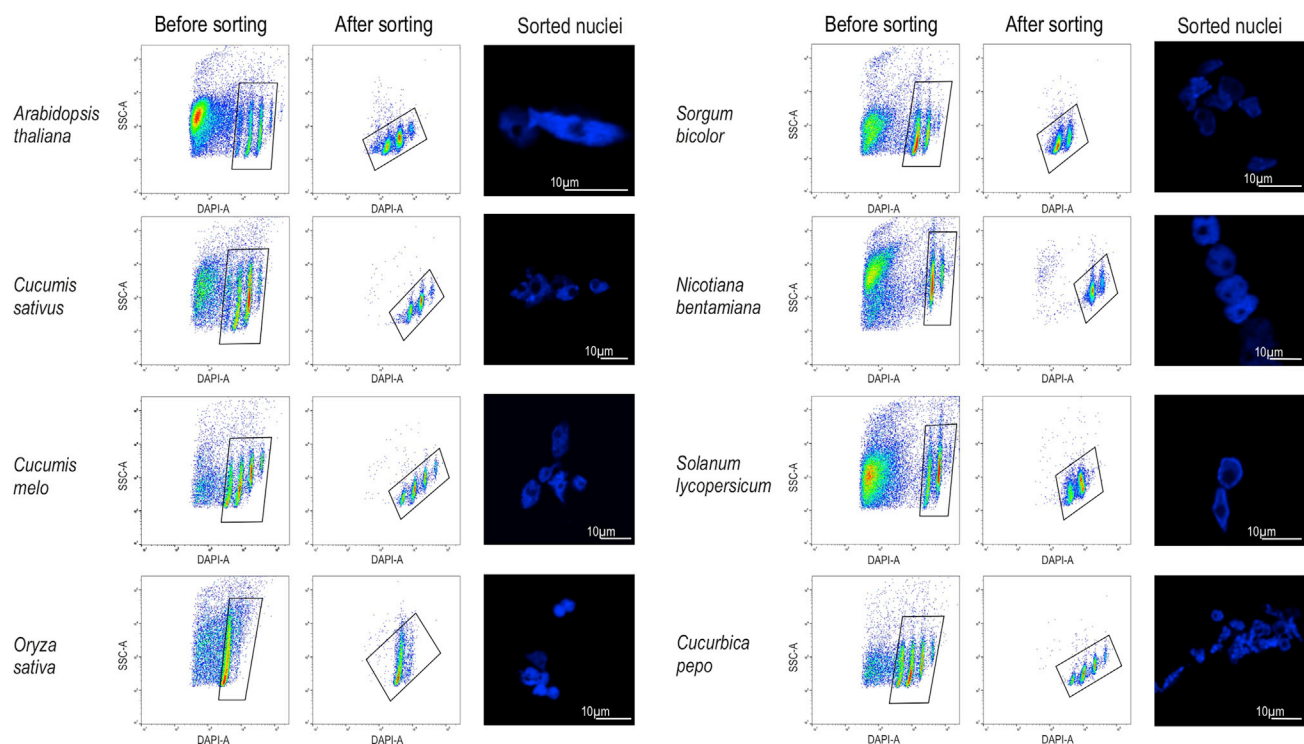 Before sorting After sorting Sorted nuclei
Before sorting After sorting Sorted nuclei
Arabidopsis
thaliana
SSC-A
DAPI-A
DAPI-A
10µm
Sorgum
bicolor
SSC-A
DAPI-A
DAPI-A
10µm
Cucumis
sativus
SSC-A
DAPI-A
DAPI-A
10µm
Nicotiana
bentamiana
SSC-A
DAPI-A
DAPI-A
10µm
Cucumis
melo
SSC-A
DAPI-A
DAPI-A
10µm
Solanum
lycopersicum
SSC-A
DAPI-A
DAPI-A
10µm
Oryza
sativa
SSC-A
DAPI-A
DAPI-A
10µm
Cucurbica
pepo
SSC-A
DAPI-A
DAPI-A
10µm